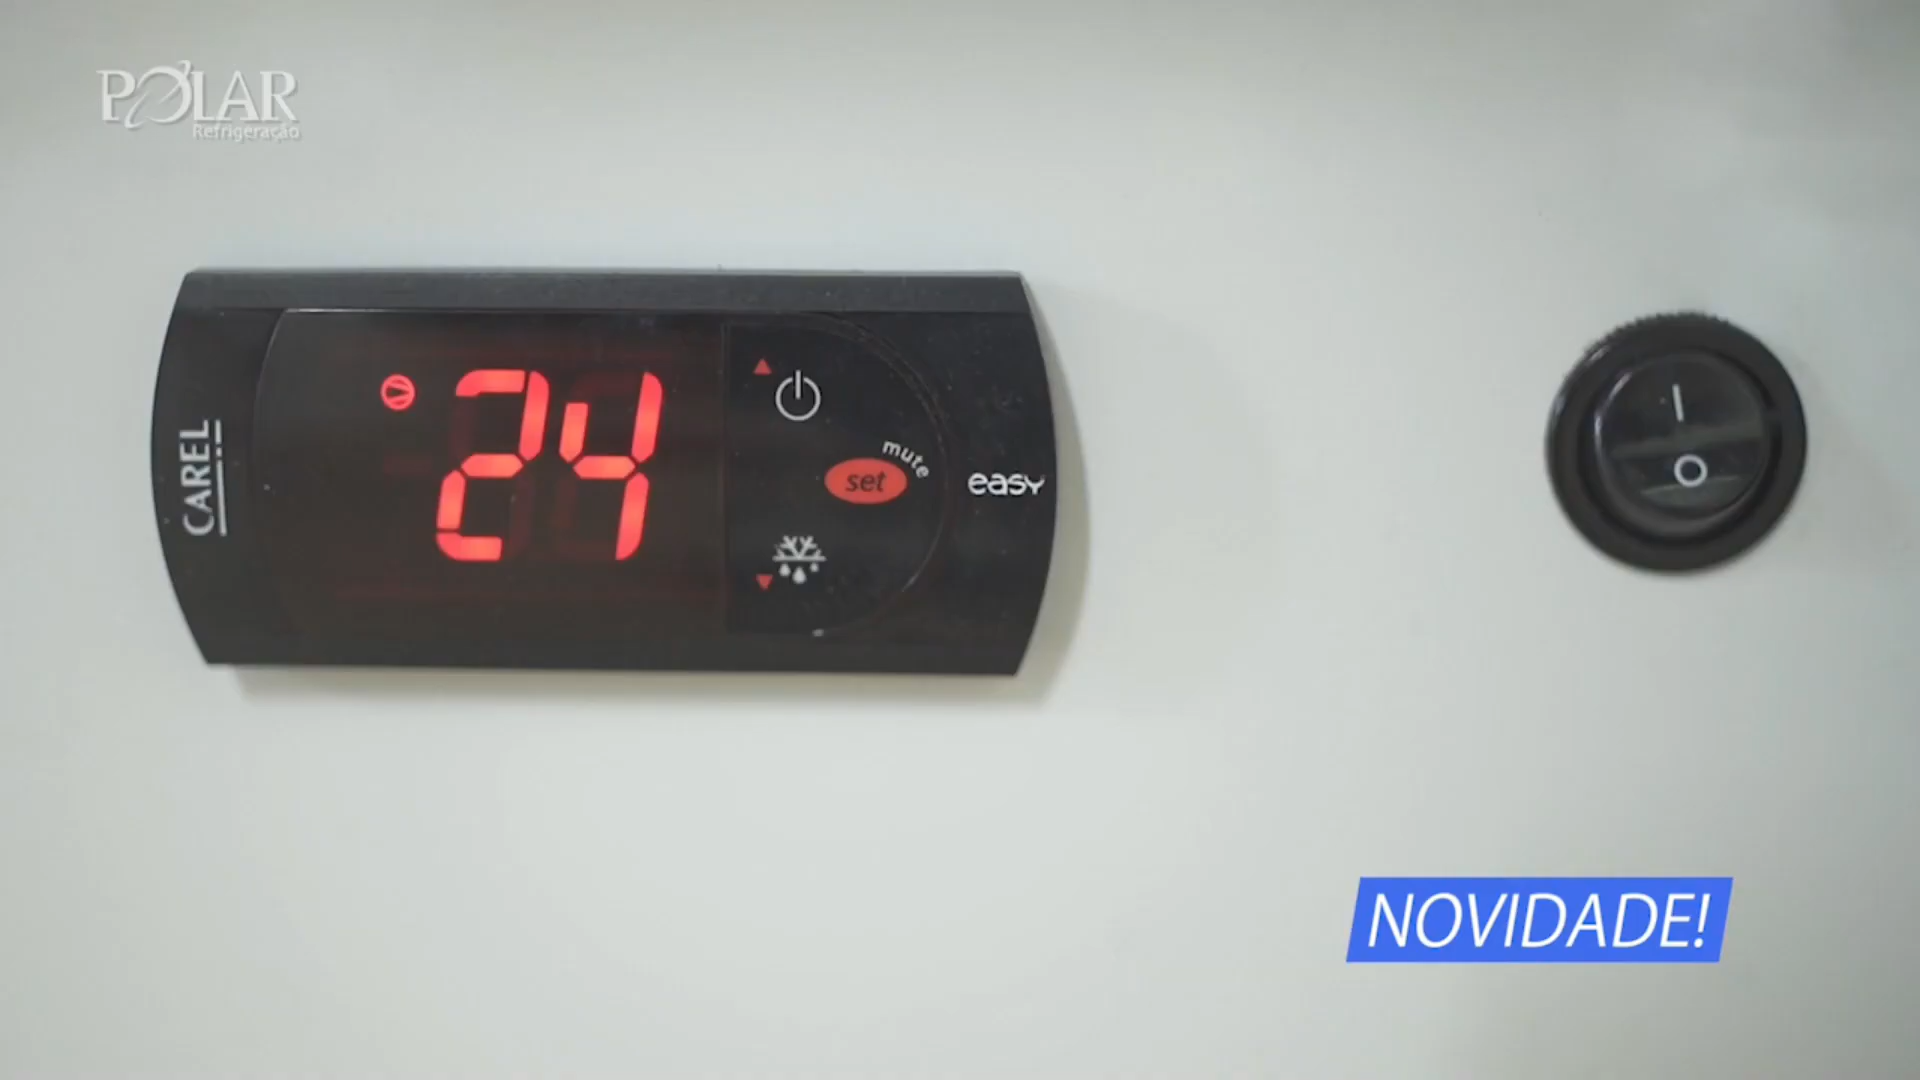 POLAR
Refrigeração
CAREL
24
mute
set
easy
NOVIDADE!